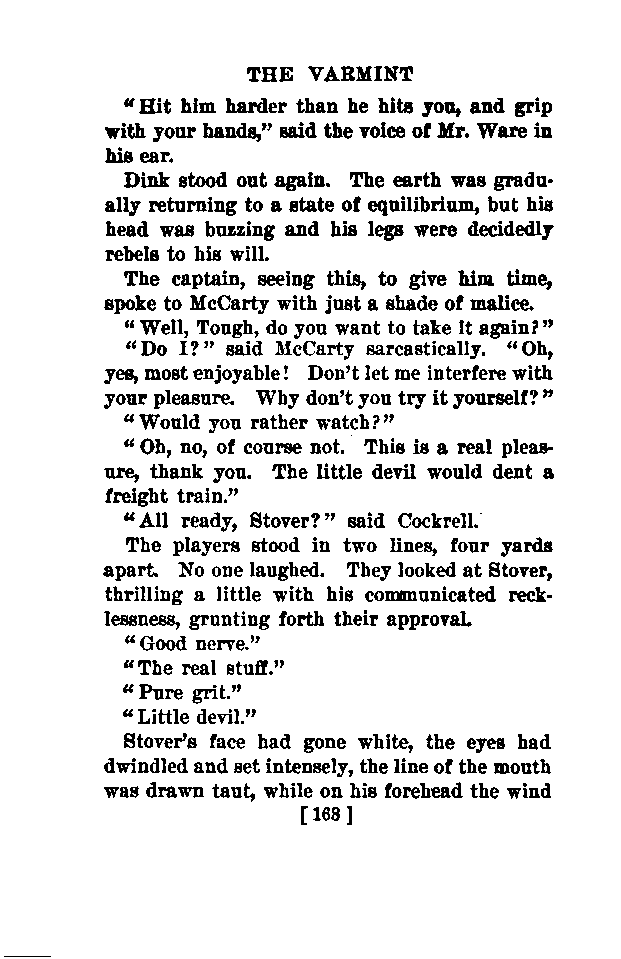 THE VARMINT
"Hit him harder than he hits you, and grip
with your hands," said the voice of Mr. Ware in
his ear.
Dink stood out again. The earth was gradu-
ally returning to a state of equilibrium, but his
head was buzzing and his legs were decidedly
rebels to his will.
The captain, seeing this, to give him time,
spoke to McCarty with just a shade of malice.
"Well, Tough, do you want to take it again?"
"Do I?" said McCarty sarcastically. "Oh,
yes, most enjoyable! Don't let me interfere with
your pleasure. Why don't you try it yourself?"
"Would you rather watch?"
"Oh, no, of course not. This is a real pleas-
ure, thank you. The little devil would dent a
freight train."
"All ready, Stover?" said Cockrell.
The players stood in two lines, four yards
apart. No one laughed. They looked at Stover,
thrilling a little with his communicated reck-
lessness, grunting forth their approval.
"Good nerve."
"The real stuff."
"Pure grit."
"Little devil."
Stover's face had gone white, the eyes had
dwindled and set intensely, the line of the mouth
was drawn taut, while on his forehead the wind
[ 168 ]